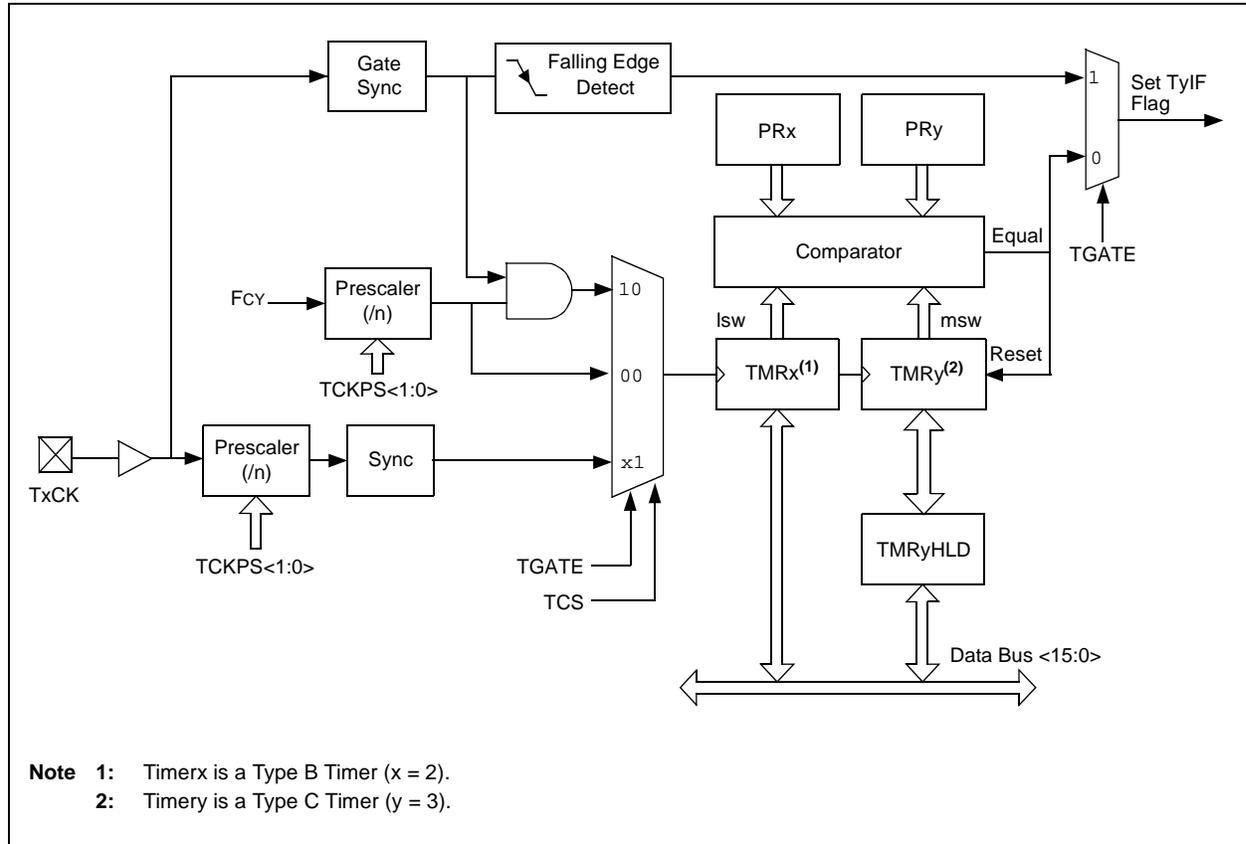 Gate
Sync
Falling Edge
Detect
1
Set TyIF
Flag
PRx
PRy
0
Comparator
Equal
TGATE
FCY
Prescaler
(/n)
10
lsw
msw
TCKPS<1:0>
00
TMRx(1)
TMRy(2)
Reset
TxCK
Prescaler
(/n)
Sync
x1
TCKPS<1:0>
TGATE
TCS
TMRyHLD
Data Bus <15:0>
Note 1: Timerx is a Type B Timer (x = 2).
2: Timery is a Type C Timer (y = 3).